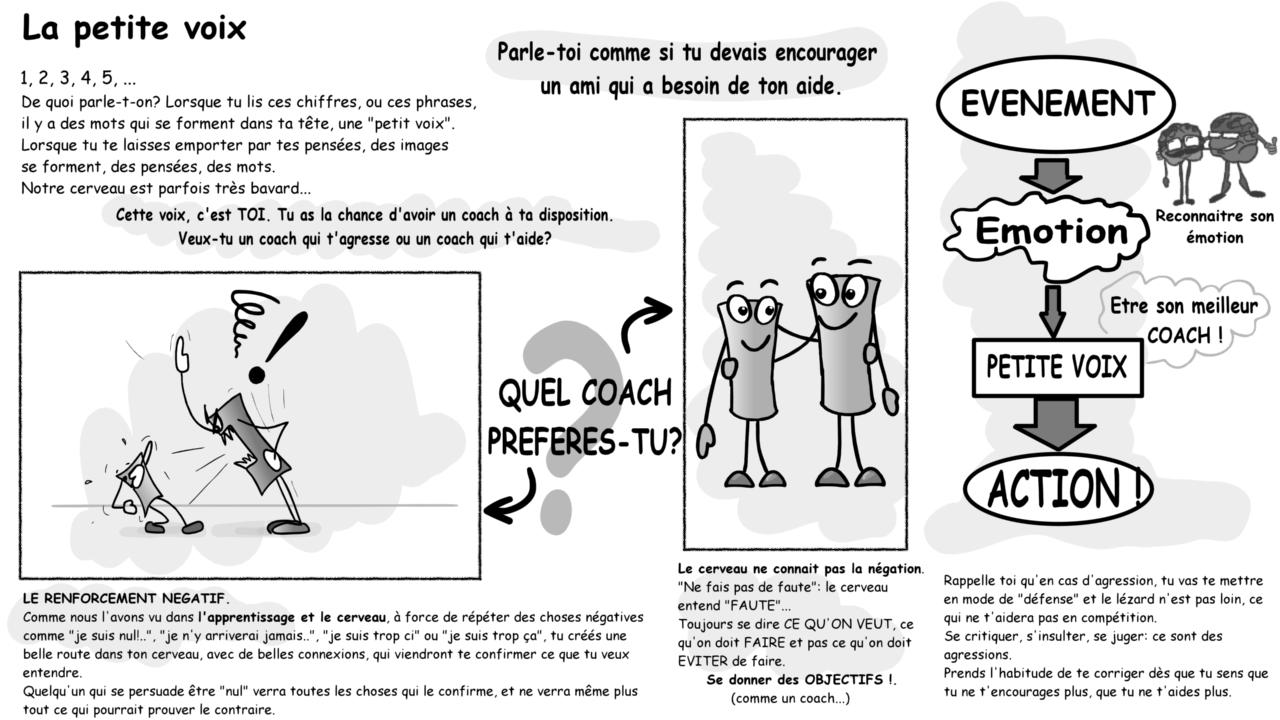 La petite voix
1, 2, 3, 4, 5, ...
De quoi parle-t-on? Lorsque tu lis ces chiffres, ou ces phrases,
il y a des mots qui se forment dans ta tête, une "petit voix".
Lorsque tu te laisses emporter par tes pensées, des images
se forment, des pensées, des mots.
Notre cerveau est parfois très bavard...
Cette voix, c'est TOI. Tu as la chance d'avoir un coach à ta disposition.
Veux-tu un coach qui t'agresse ou un coach qui t'aide?
Parle-toi comme si tu devais encourager
un ami qui a besoin de ton aide.
QUEL COACH
PREFERES-TU?
EVENEMENT
Emotion
Reconnaitre son
émotion
Etre son meilleur
COACH !
PETITE VOIX
ACTION !
LE RENFORCEMENT NEGATIF.
Comme nous l'avons vu dans l'apprentissage et le cerveau, à force de répéter des choses négatives
comme "je suis nul!..", "je n'y arriverai jamais..", "je suis trop ci" ou "je suis trop ça", tu créés une
belle route dans ton cerveau, avec de belles connexions, qui viendront te confirmer ce que tu veux
entendre.
Quelqu'un qui se persuade être "nul" verra toutes les choses qui le confirme, et ne verra même plus
tout ce qui pourrait prouver le contraire.
Le cerveau ne connait pas la négation.
"Ne fais pas de faute": le cerveau
entend "FAUTE"...
Toujours se dire CE QU'ON VEUT, ce
qu'on doit FAIRE et pas ce qu'on doit
EVITER de faire.
Se donner des OBJECTIFS !.
(comme un coach...)
Rappelle toi qu'en cas d'agression, tu vas te mettre
en mode de "défense" et le lézard n'est pas loin, ce
qui ne t'aidera pas en compétition.
Se critiquer, s'insulter, se juger: ce sont des
agressions.
Prends l'habitude de te corriger dès que tu sens que
tu ne t'encourages plus, que tu ne t'aides plus.